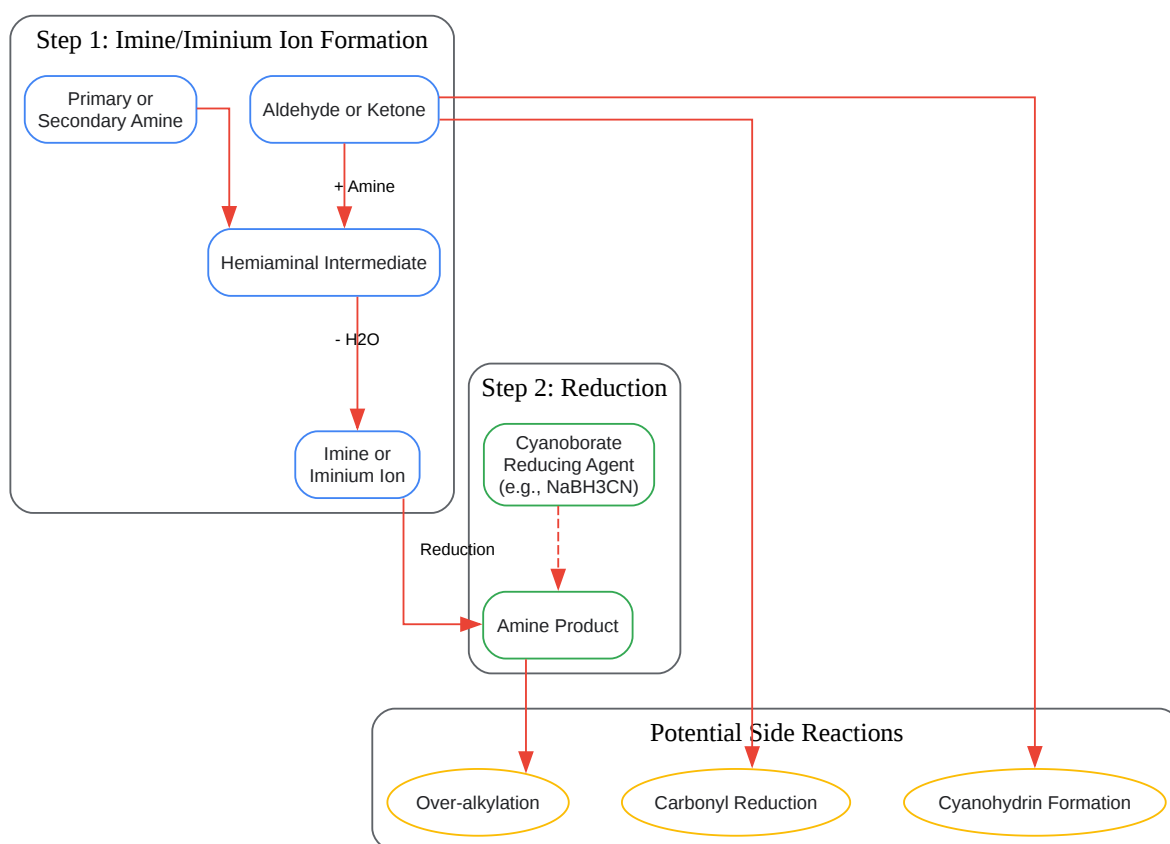 Step 1: Imine/Iminium Ion Formation
Primary or
Secondary Amine
Aldehyde or Ketone
+ Amine
Hemiaminal Intermediate
- H2O
Imine or
Iminium Ion
Step 2: Reduction
Cyanoborate
Reducing Agent
(e.g., NaBH3CN)
Reduction
Amine Product
Potential Side Reactions
Over-alkylation
Carbonyl Reduction
Cyanohydrin Formation